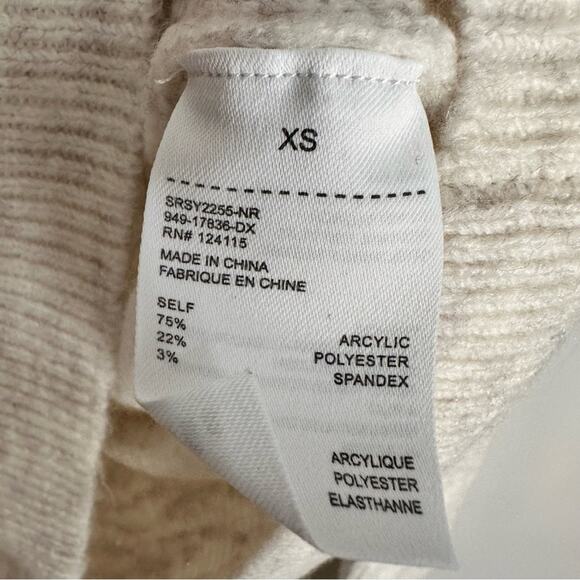 XS
SRSY2255-NR
949-17836-DX
RN# 124115
MADE IN CHINA
FABRIQUE EN CHINE
SELF
75% ARCYLIC
22% POLYESTER
3% SPANDEX
ARCYLIQUE
POLYESTER
ELASTHANNE